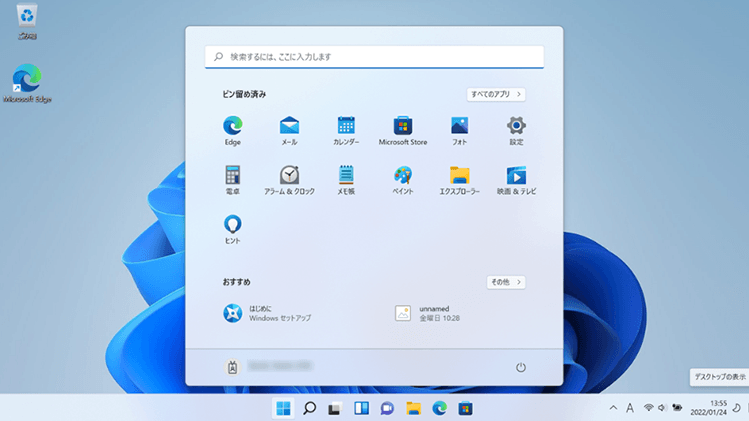 ごみ箱
Microsoft Edge
検索するには、ここに入力します
ピン留め済み
すべてのアプリ >
Edge
メール
カレンダー
Microsoft Store
フォト
設定
電卓
アラーム & クロック
メモ帳
ペイント
エクスプローラー
映画 & テレビ
ヒント
おすすめ
その他 >
はじめに
Windows セットアップ
unnamed
金曜日 10:28
デスクトップの表示
A
13:55
2022/01/24